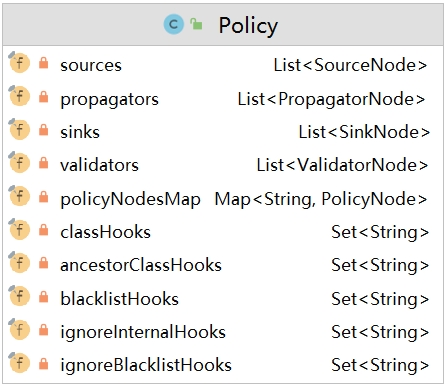 C Policy
f sources List<SourceNode>
f propagators List<PropagatorNode>
f sinks List<SinkNode>
f validators List<ValidatorNode>
f policyNodesMap Map<String, PolicyNode>
f classHooks Set<String>
f ancestorClassHooks Set<String>
f blacklistHooks Set<String>
f ignoreInternalHooks Set<String>
f ignoreBlacklistHooks Set<String>